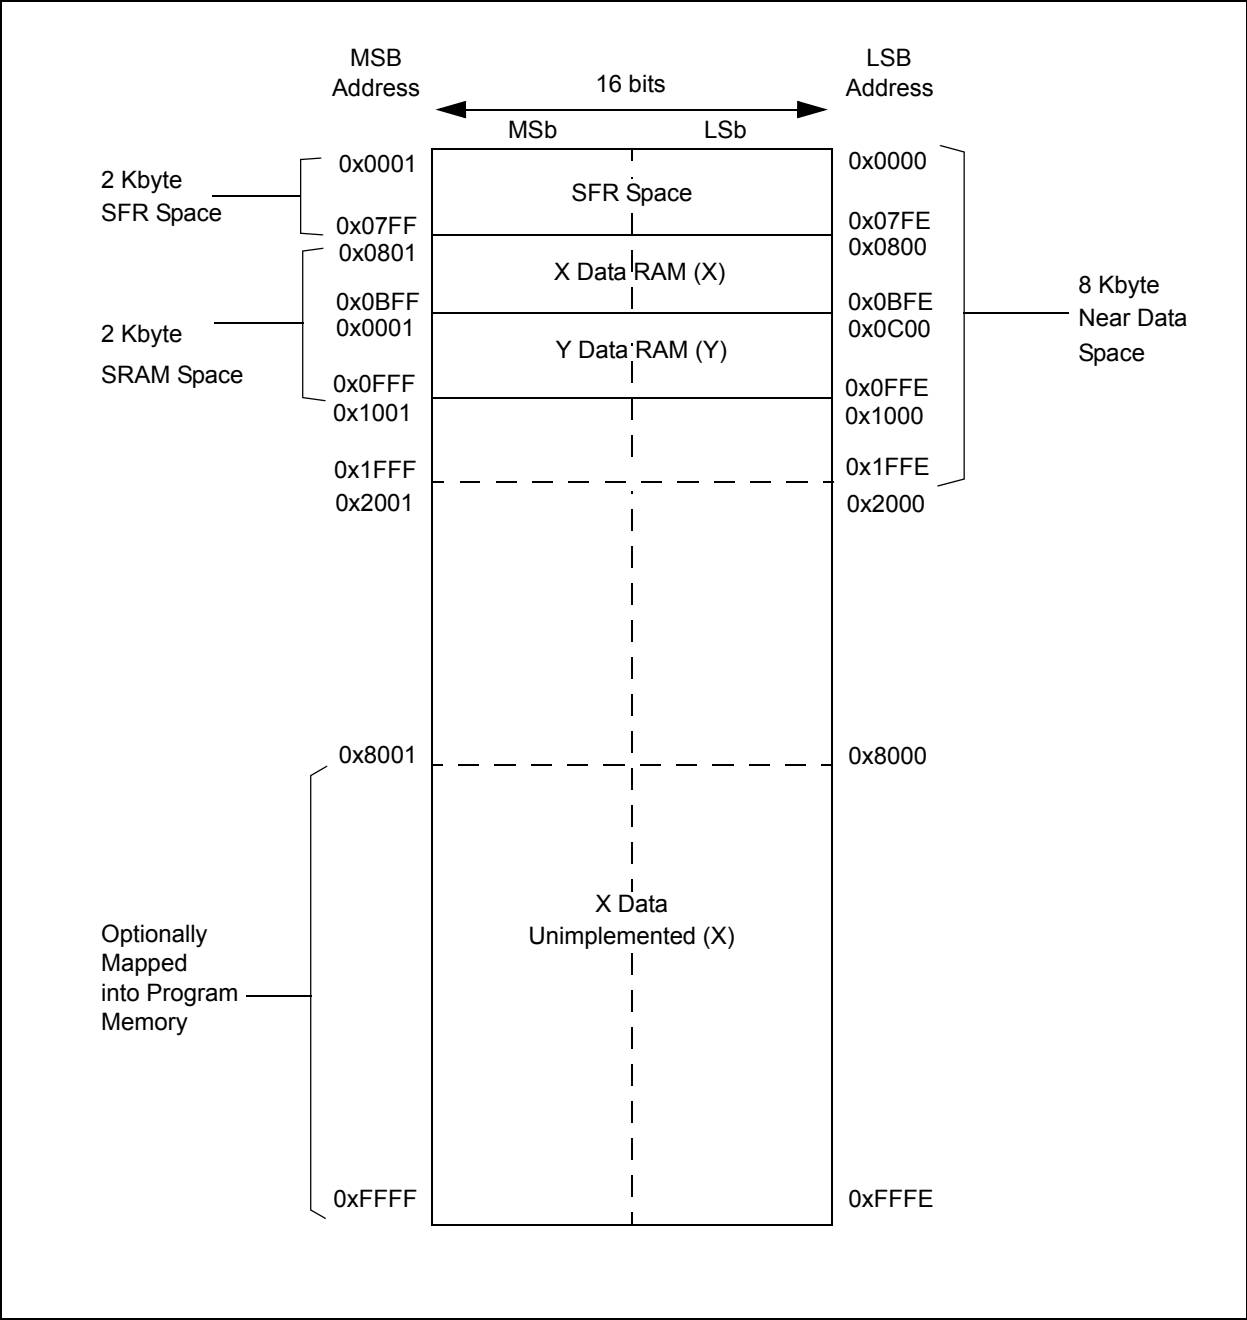 MSB
Address
LSB
Address
16 bits
MSb
LSb
2 Kbyte
SFR Space
0x0001
SFR Space
0x0000
0x07FF
0x07FE
0x0801
0x0800
2 Kbyte
SRAM Space
X Data RAM (X)
0x0BFF
0x0BFE
0x0001
0x0C00
Y Data RAM (Y)
0x0FFF
0x0FFE
0x1001
0x1000
8 Kbyte
Near Data
Space
0x1FFF
0x1FFE
0x2001
0x2000
0x8001
0x8000
X Data
Unimplemented (X)
Optionally
Mapped
into Program
Memory
0xFFFF
0xFFFE